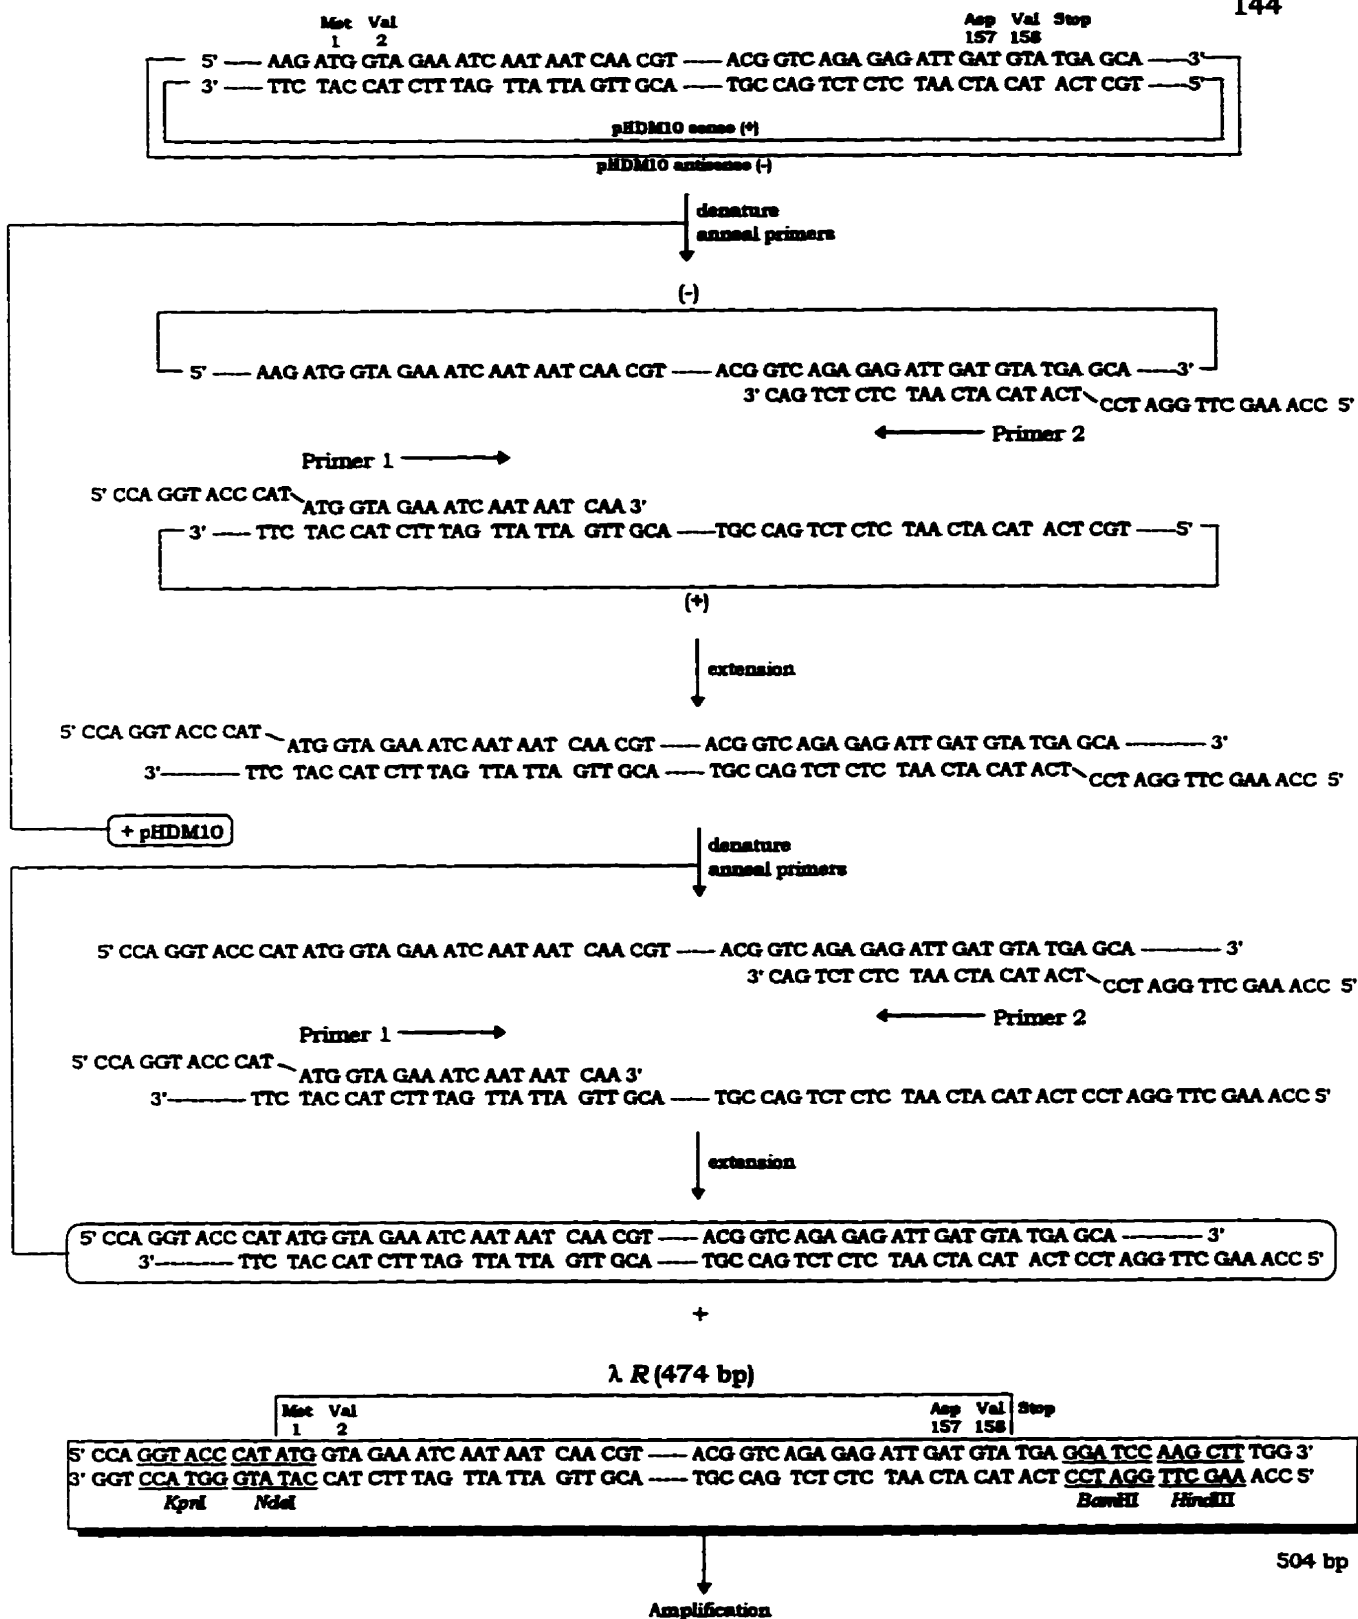 144
Met Val Asp Val Stop
1 2 157 158
5' — AAG ATG GTA GAA ATC AAT AAT CAA CGT — ACG GTC AGA GAG ATT GAT GTA TGA GCA — 3'
3' — TTC TAC CAT CTT TAG TTA TTA GTT GCA — TGC CAG TCT CTC TAA CTA CAT ACT CGT — 5'
pHDM10 sense (+)
pHDM10 antisense (-)
denature
anneal primers
(-)
5' — AAG ATG GTA GAA ATC AAT AAT CAA CGT — ACG GTC AGA GAG ATT GAT GTA TGA GCA — 3'
3' CAG TCT CTC TAA CTA CAT ACT CCT AGG TTC GAA ACC 5'
Primer 2
Primer 1
5' CCA GGT ACC CAT ATG GTA GAA ATC AAT AAT CAA 3'
3' — TTC TAC CAT CTT TAG TTA TTA GTT GCA — TGC CAG TCT CTC TAA CTA CAT ACT CGT — 5'
(+)
extension
5' CCA GGT ACC CAT ATG GTA GAA ATC AAT AAT CAA CGT — ACG GTC AGA GAG ATT GAT GTA TGA GCA — 3'
3' — TTC TAC CAT CTT TAG TTA TTA GTT GCA — TGC CAG TCT CTC TAA CTA CAT ACT CCT AGG TTC GAA ACC 5'
+ pHDM10
denature
anneal primers
5' CCA GGT ACC CAT ATG GTA GAA ATC AAT AAT CAA CGT — ACG GTC AGA GAG ATT GAT GTA TGA GCA — 3'
3' CAG TCT CTC TAA CTA CAT ACT CCT AGG TTC GAA ACC 5'
Primer 2
Primer 1
5' CCA GGT ACC CAT ATG GTA GAA ATC AAT AAT CAA 3'
3' — TTC TAC CAT CTT TAG TTA TTA GTT GCA — TGC CAG TCT CTC TAA CTA CAT ACT CCT AGG TTC GAA ACC 5'
extension
5' CCA GGT ACC CAT ATG GTA GAA ATC AAT AAT CAA CGT — ACG GTC AGA GAG ATT GAT GTA TGA GCA — 3'
3' — TTC TAC CAT CTT TAG TTA TTA GTT GCA — TGC CAG TCT CTC TAA CTA CAT ACT CCT AGG TTC GAA ACC 5'
+
λ R (474 bp)
Met Val Asp Val Stop
1 2 157 158
5' CCA GGT ACC CAT ATG GTA GAA ATC AAT AAT CAA CGT — ACG GTC AGA GAG ATT GAT GTA TGA GGA TCC AAG CTT TGG 3'
3' GGT CCA TGG GTA TAC CAT CTT TAG TTA TTA GTT GCA — TGC CAG TCT CTC TAA CTA CAT ACT CCT AGG TTC GAA ACC 5'
KpnI NdeI BamHI HindIII
504 bp
Amplification